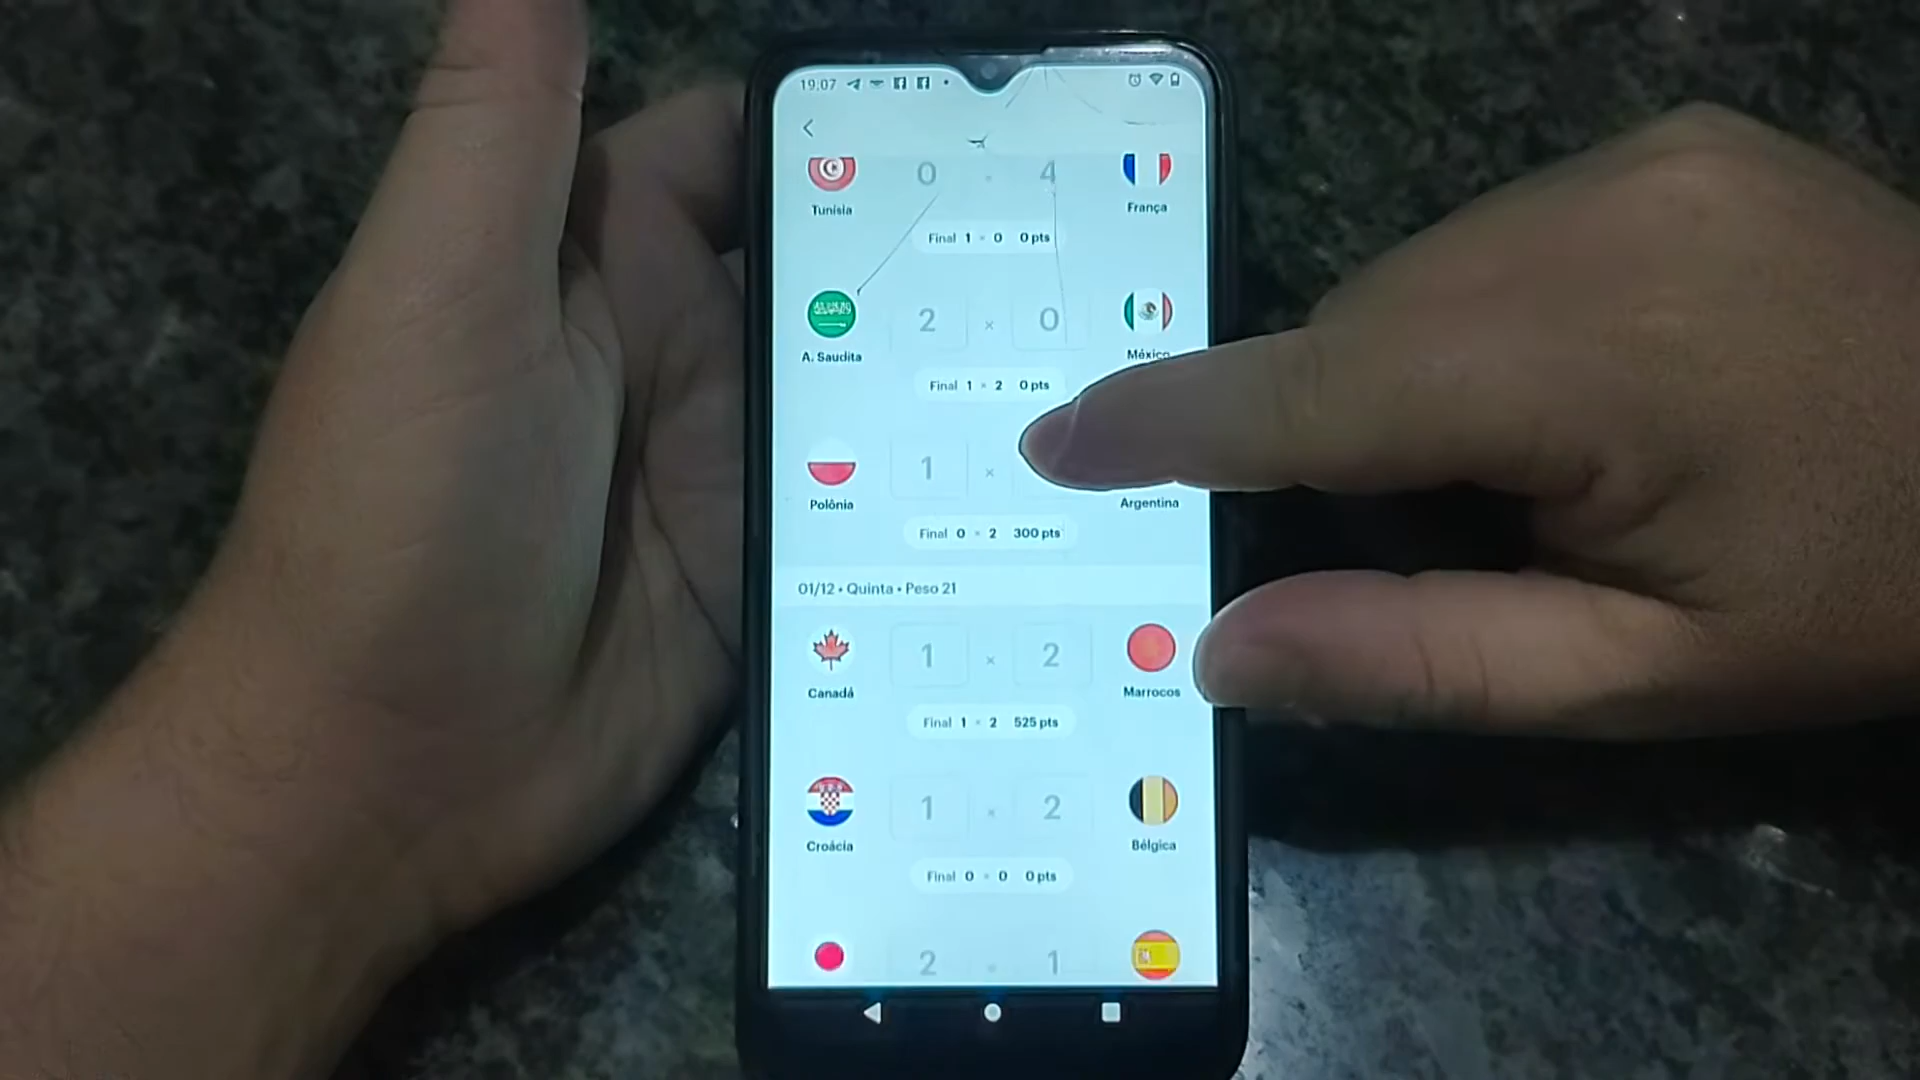 19:07
0 × 4
Tunísia França
Final 1 × 0 0 pts
2 × 0
A. Saudita México
Final 1 × 2 0 pts
1 ×
Polônia Argentina
Final 0 × 2 300 pts
01/12 • Quinta • Peso 21
1 × 2
Canadá Marrocos
Final 1 × 2 525 pts
1 × 2
Croácia Bélgica
Final 0 × 0 0 pts
2 × 1